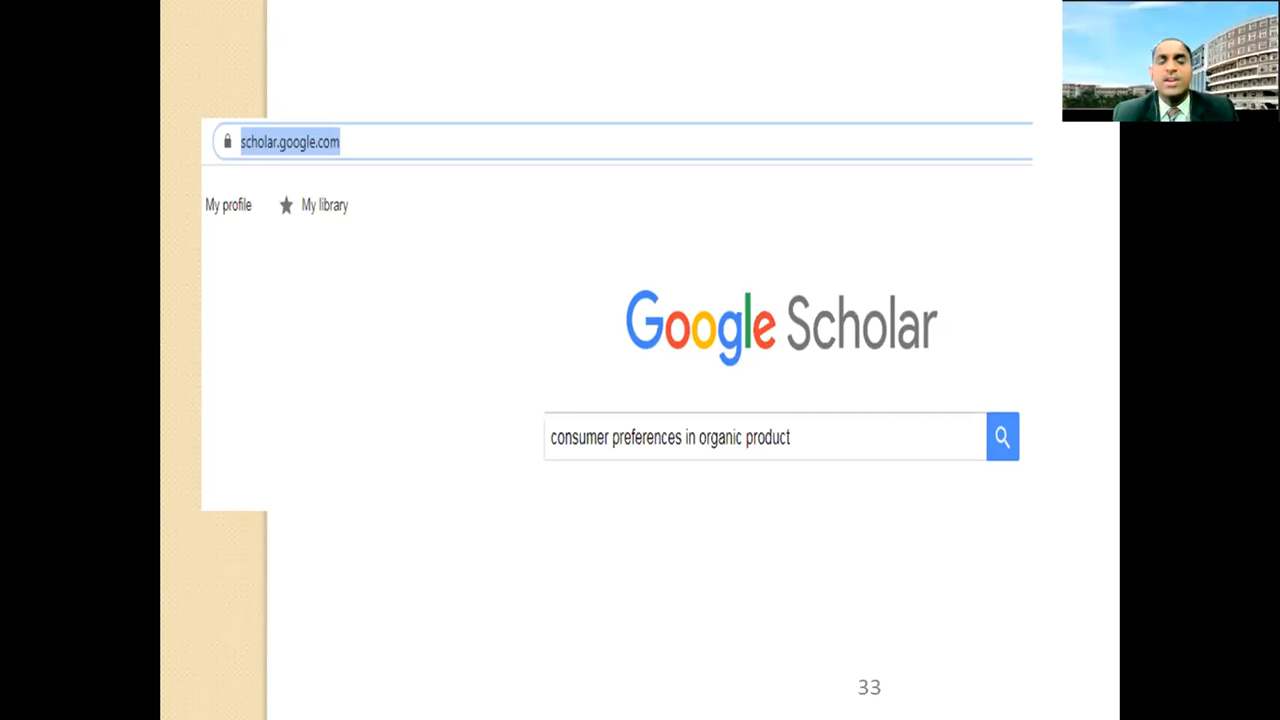 scholar.google.com
My profile
My library
Google Scholar
consumer preferences in organic product
33